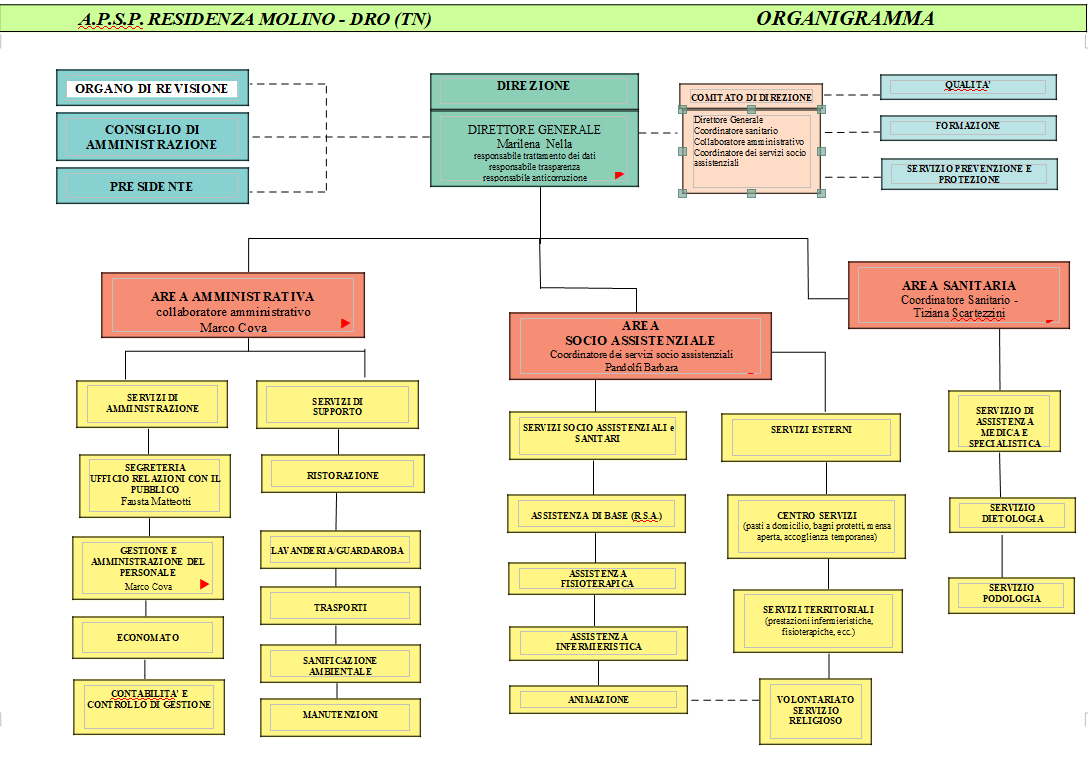 A.P.S.P. RESIDENZA MOLINO - DRO (TN)
ORGANIGRAMMA
ORGANO DI REVISIONE
CONSIGLIO DI
AMMINISTRAZIONE
PRESIDENTE
DIREZIONE
DIRETTORE GENERALE
Marilena Nella
responsabile trattamento dei dati
responsabile trasparenza
responsabile anticorruzione
COMITATO DI DIREZIONE
Direttore Generale
Coordinatore sanitario
Collaboratore amministrativo
Coordinatore dei servizi socio
assistenziali
QUALITA'
FORMAZIONE
SERVIZIO PREVENZIONE E
PROTEZIONE
AREA AMMINISTRATIVA
collaboratore amministrativo
Marco Cova
AREA
SOCIO ASSISTENZIALE
Coordinatore dei servizi socio assistenziali
Pandolfi Barbara
AREA SANITARIA
Coordinatore Sanitario -
Tiziana Scartezzini
SERVIZI DI
AMMINISTRAZIONE
SEGRETERIA
UFFICIO RELAZIONI CON IL
PUBBLICO
Fausta Matteotti
GESTIONE E
AMMINISTRAZIONE DEL
PERSONALE
Marco Cova
ECONOMATO
CONTABILITA' E
CONTROLLO DI GESTIONE
SERVIZI DI
SUPPORTO
RISTORAZIONE
LAVANDERIA/GUARDAROBA
TRASPORTI
SANIFICAZIONE
AMBIENTALE
MANUTENZIONI
SERVIZI SOCIO ASSISTENZIALI e
SANITARI
ASSISTENZA DI BASE (R.S.A.)
ASSISTENZA
FISIOTERAPICA
ASSISTENZA
INFERMIERISTICA
ANIMAZIONE
SERVIZI ESTERNI
CENTRO SERVIZI
(pasti a domicilio, bagni protetti, mensa
aperta, accoglienza temporanea)
SERVIZI TERRITORIALI
(prestazioni infermieristiche,
fisioterapiche, ecc.)
VOLONTARIATO
SERVIZIO
RELIGIOSO
SERVIZIO DI
ASSISTENZA
MEDICA E
SPECIALISTICA
SERVIZIO
DIETOLOGIA
SERVIZIO
PODOLOGIA